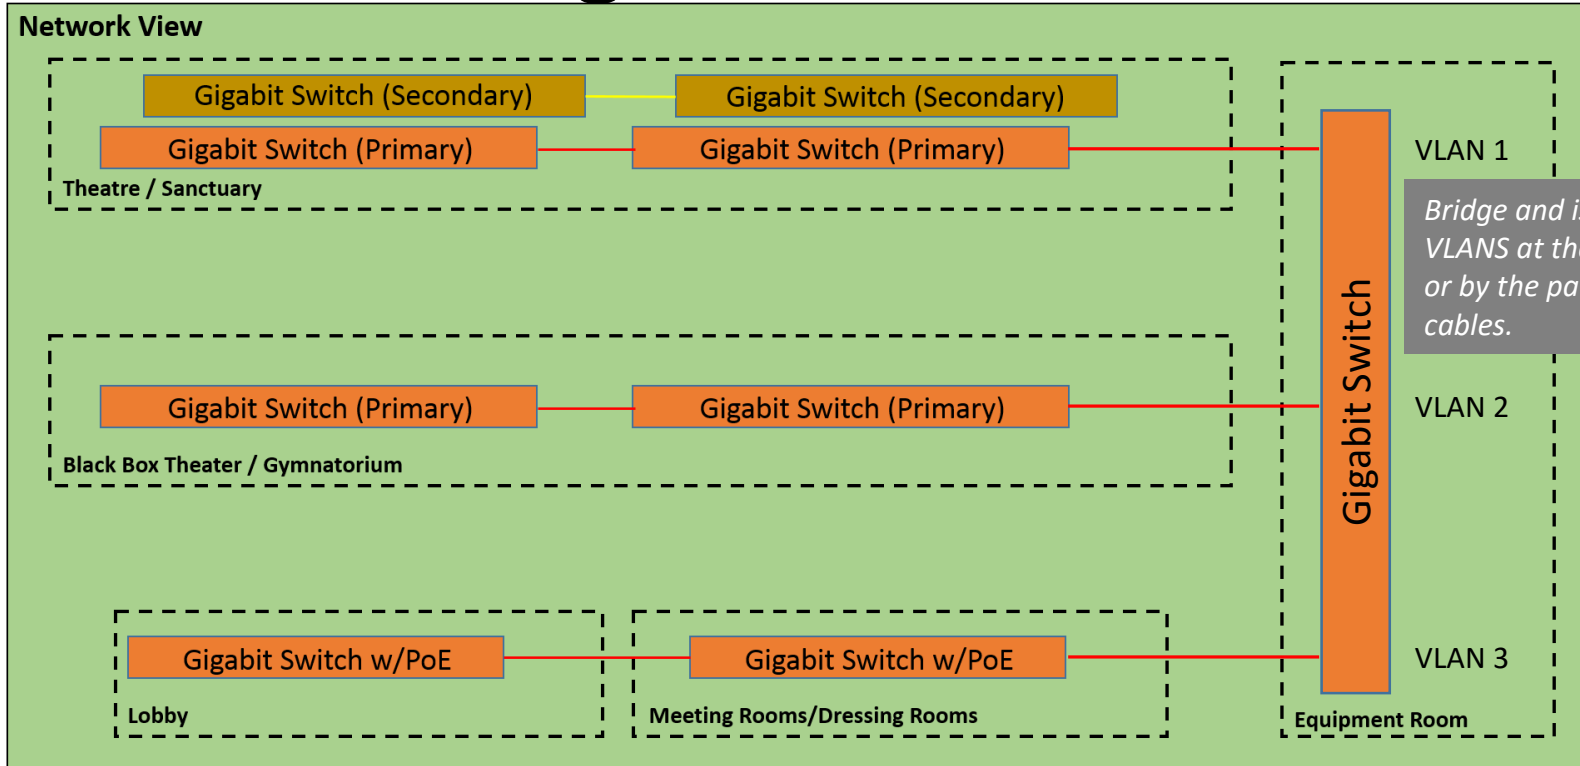 Network View
Gigabit Switch (Secondary)
Gigabit Switch (Secondary)
Gigabit Switch (Primary)
Gigabit Switch (Primary)
Theatre / Sanctuary
VLAN 1
Bridge and
VLANS at
or by the
cables.
Gigabit Switch
Gigabit Switch (Primary)
Gigabit Switch (Primary)
VLAN 2
Black Box Theater / Gymnatorium
Gigabit Switch w/PoE
Gigabit Switch w/PoE
VLAN 3
Lobby
Meeting Rooms/Dressing Rooms
Equipment Room